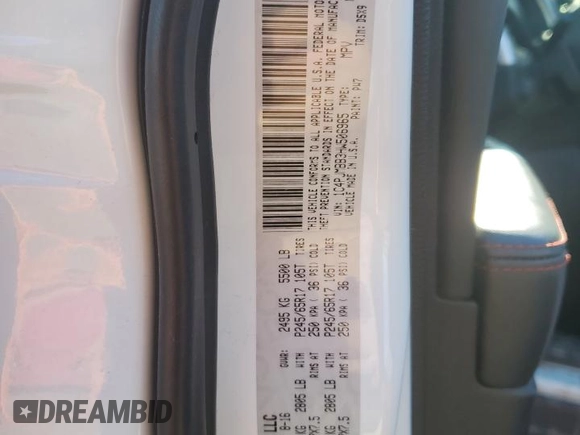 LLC
8-16 GVWR: 2495 KG 5500 LB
KG 2805 LB WITH P245/65R17 105T TIRES
X7.5 RIMS AT 250 KPA ( 36 PSI) COLD
KG 2805 LB WITH P245/65R17 105T TIRES
X7.5 RIMS AT 250 KPA ( 36 PSI) COLD
THIS VEHICLE CONFORMS TO ALL APPLICABLE U.S.A. FEDERAL MOTOR
THEFT PREVENTION STANDARDS IN EFFECT ON THE DATE OF MANUFAC
VIN: 1C4PJMBB3HW506965 TYPE: MPV
VEHICLE MADE IN U.S.A. PAINT: PW7 TRIM: D5X9
DREAMBID